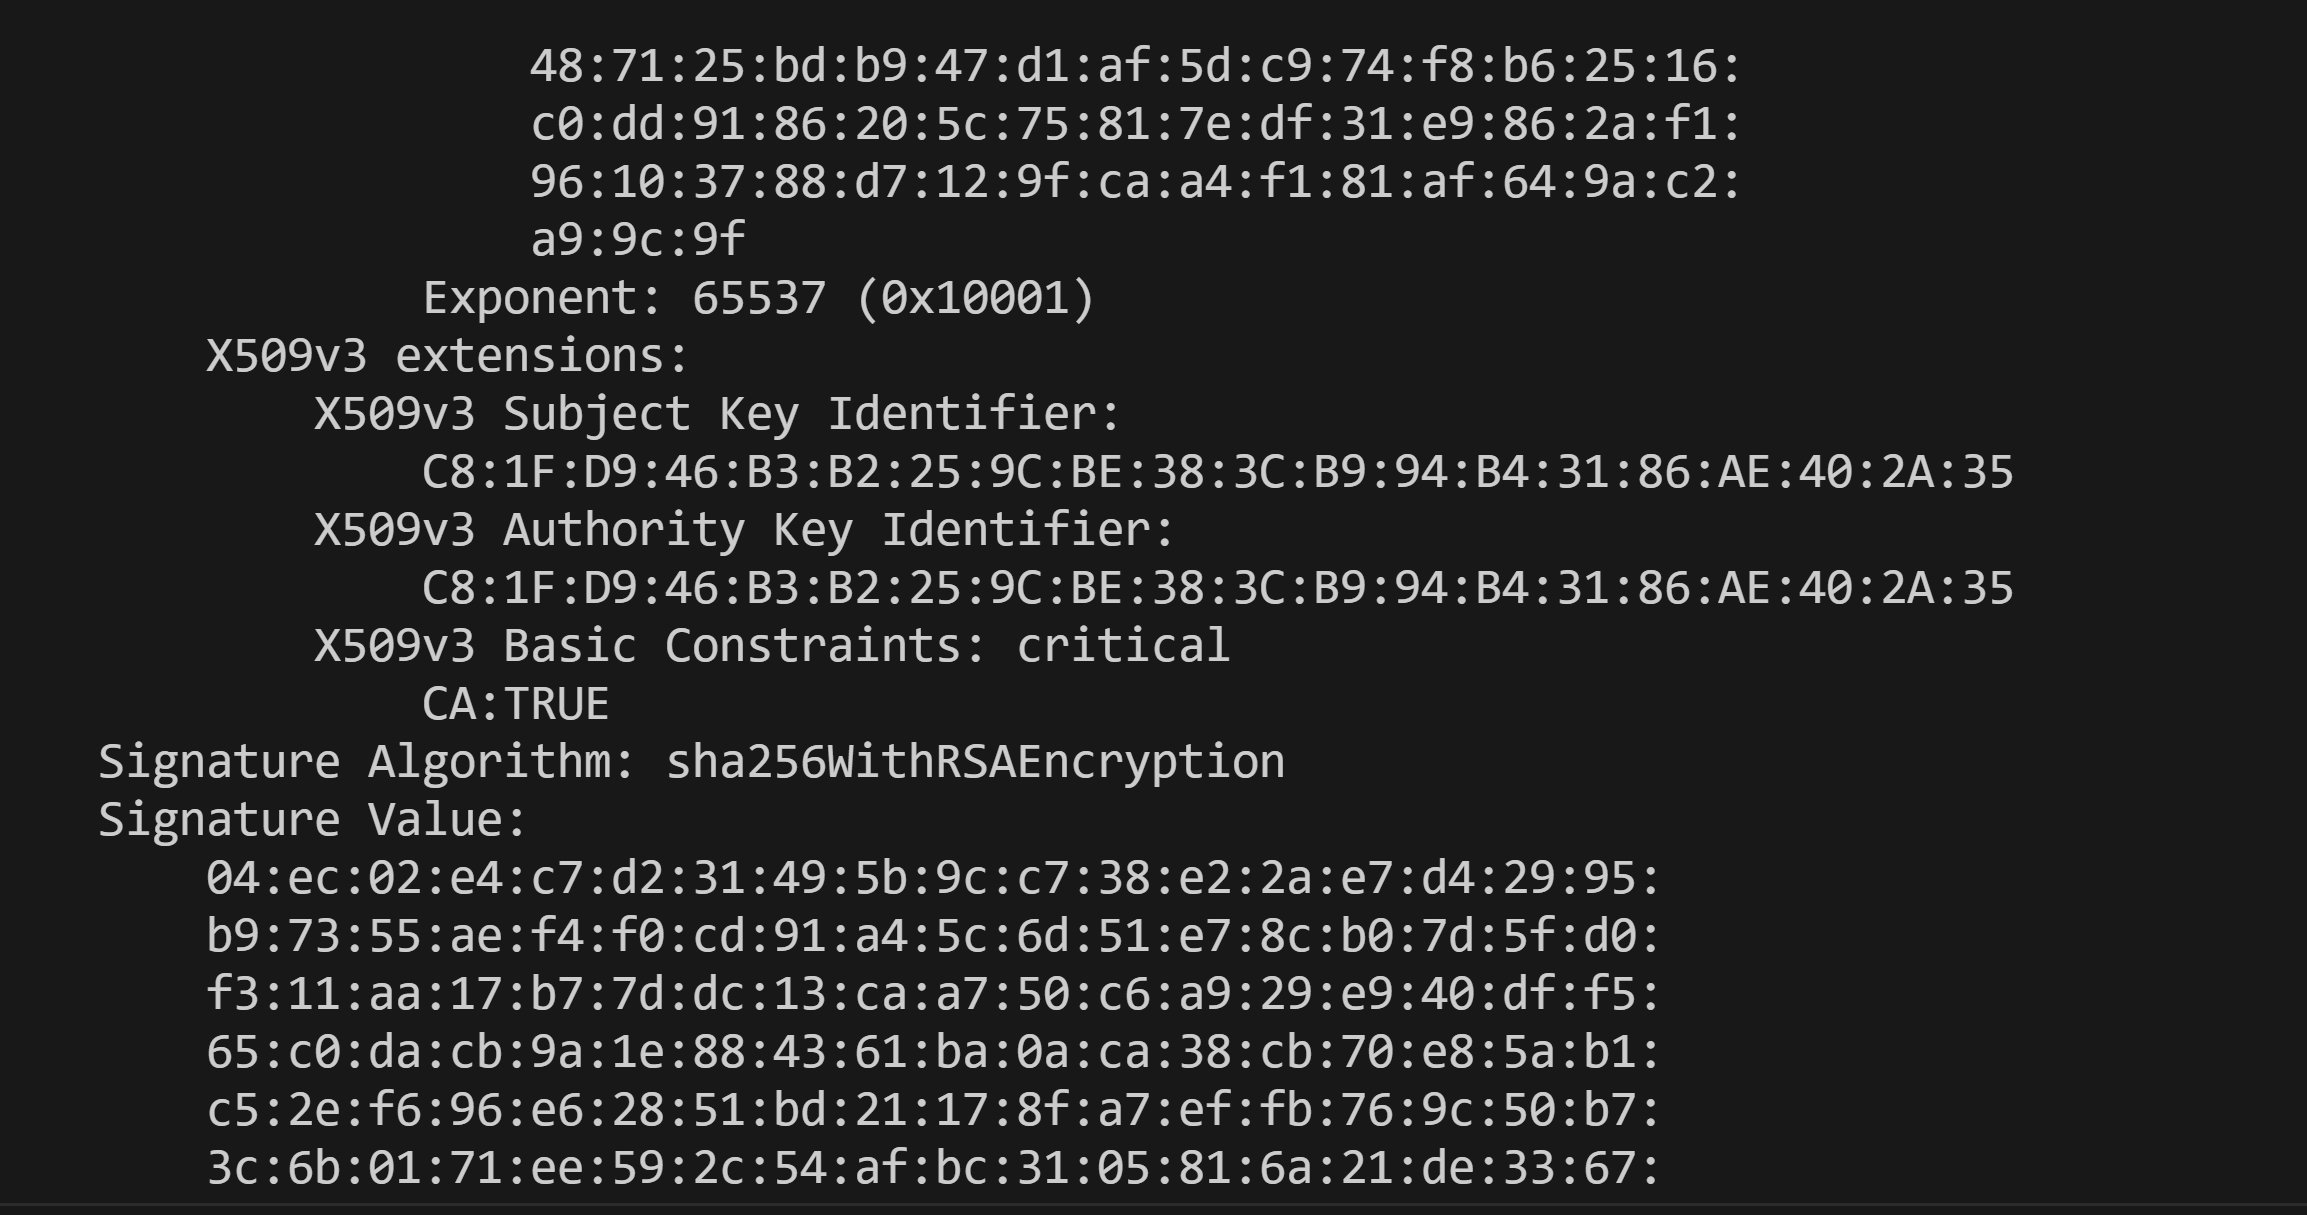 48:71:25:bd:b9:47:d1:af:5d:c9:74:f8:b6:25:16:
c0:dd:91:86:20:5c:75:81:7e:df:31:e9:86:2a:f1:
96:10:37:88:d7:12:9f:ca:a4:f1:81:af:64:9a:c2:
a9:9c:9f
Exponent: 65537 (0x10001)
X509v3 extensions:
X509v3 Subject Key Identifier:
C8:1F:D9:46:B3:B2:25:9C:BE:38:3C:B9:94:B4:31:86:AE:40:2A:35
X509v3 Authority Key Identifier:
C8:1F:D9:46:B3:B2:25:9C:BE:38:3C:B9:94:B4:31:86:AE:40:2A:35
X509v3 Basic Constraints: critical
CA:TRUE
Signature Algorithm: sha256WithRSAEncryption
Signature Value:
04:ec:02:e4:c7:d2:31:49:5b:9c:c7:38:e2:2a:e7:d4:29:95:
b9:73:55:ae:f4:f0:cd:91:a4:5c:6d:51:e7:8c:b0:7d:5f:d0:
f3:11:aa:17:b7:7d:dc:13:ca:a7:50:c6:a9:29:e9:40:df:f5:
65:c0:da:cb:9a:1e:88:43:61:ba:0a:ca:38:cb:70:e8:5a:b1:
c5:2e:f6:96:e6:28:51:bd:21:17:8f:a7:ef:fb:76:9c:50:b7:
3c:6b:01:71:ee:59:2c:54:af:bc:31:05:81:6a:21:de:33:67: